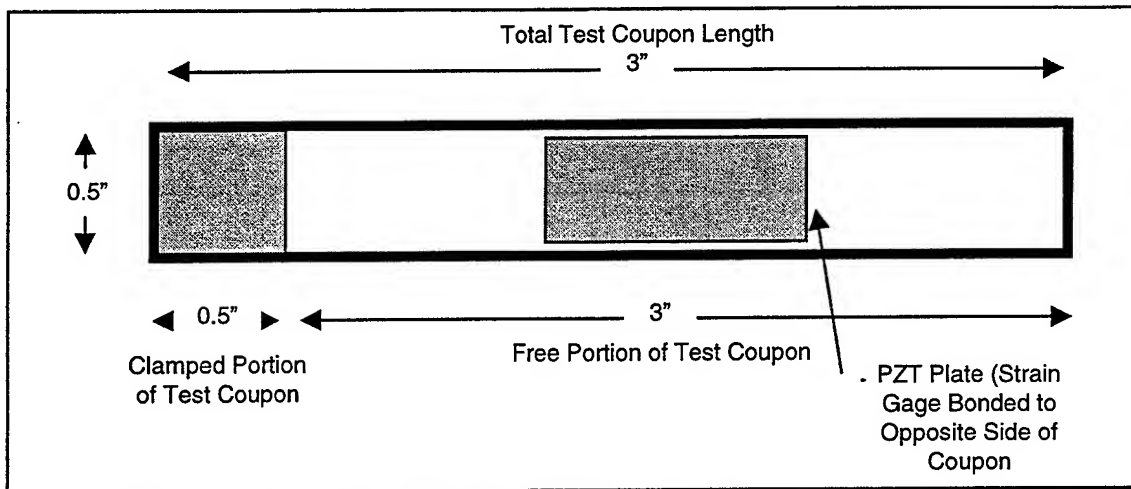 Total Test Coupon Length
3"
0.5"
0.5"
3"
Clamped Portion
of Test Coupon
Free Portion of Test Coupon
PZT Plate (Strain
Gage Bonded to
Opposite Side of
Coupon